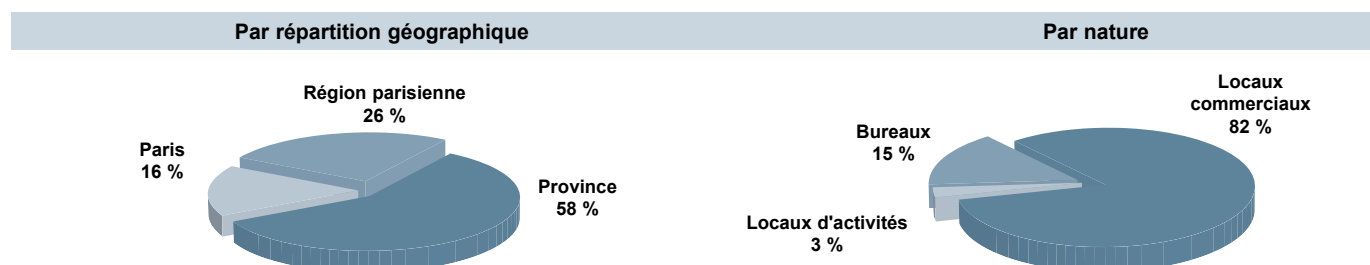 Par répartition géographique
Région parisienne
26 %
Paris
16 %
Province
58 %
Par nature
Locaux
commerciaux
82 %
Bureaux
15 %
Locaux d'activités
3 %